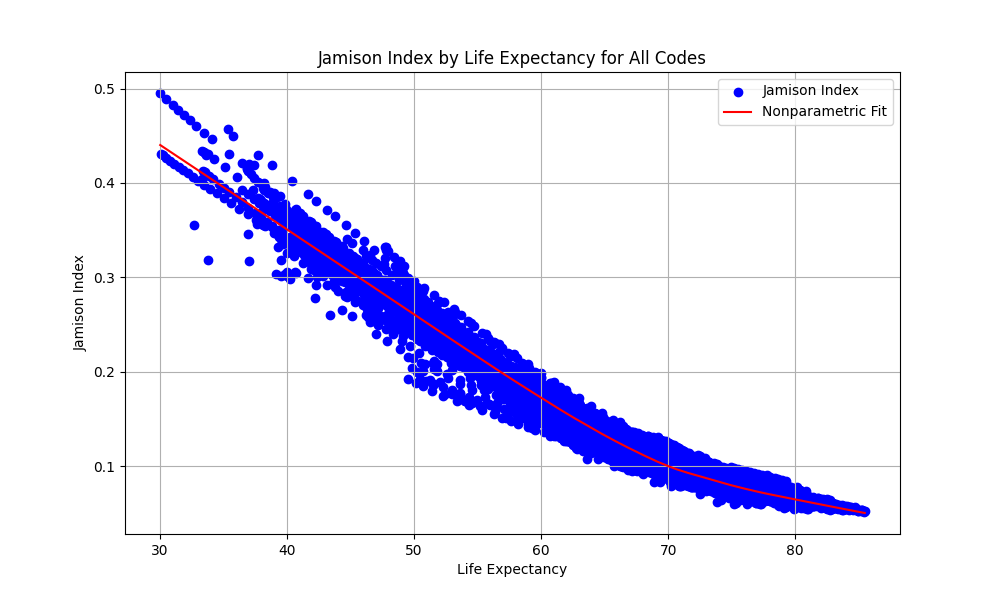 Jamison Index by Life Expectancy for All Codes
Jamison Index
Nonparametric Fit
0.5
0.4
0.3
0.2
0.1
Jamison Index
30 40 50 60 70 80
Life Expectancy